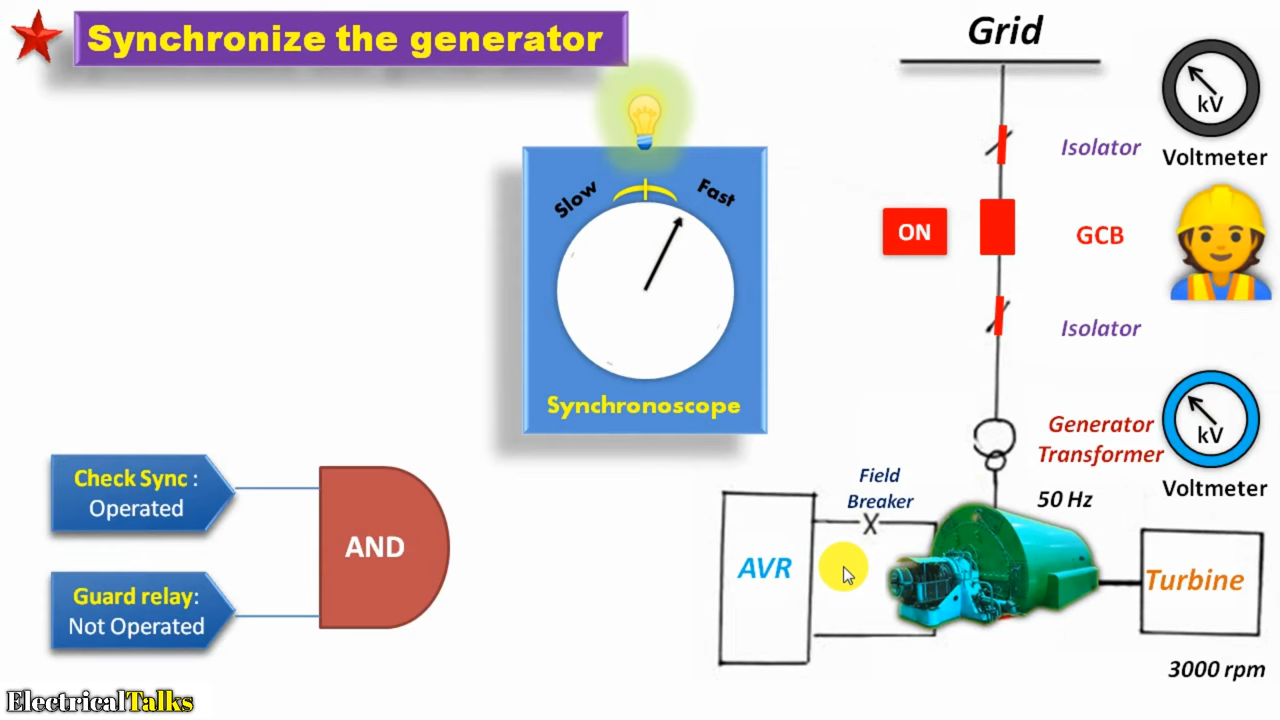 Synchronize the generator
Grid
kV
Voltmeter
Isolator
Slow
Fast
ON
GCB
Isolator
Synchronoscope
Generator
Transformer
kV
Voltmeter
Check Sync :
Operated
AND
Guard relay:
Not Operated
Field
Breaker
X
50 Hz
AVR
Turbine
3000 rpm
ElectricalTalks